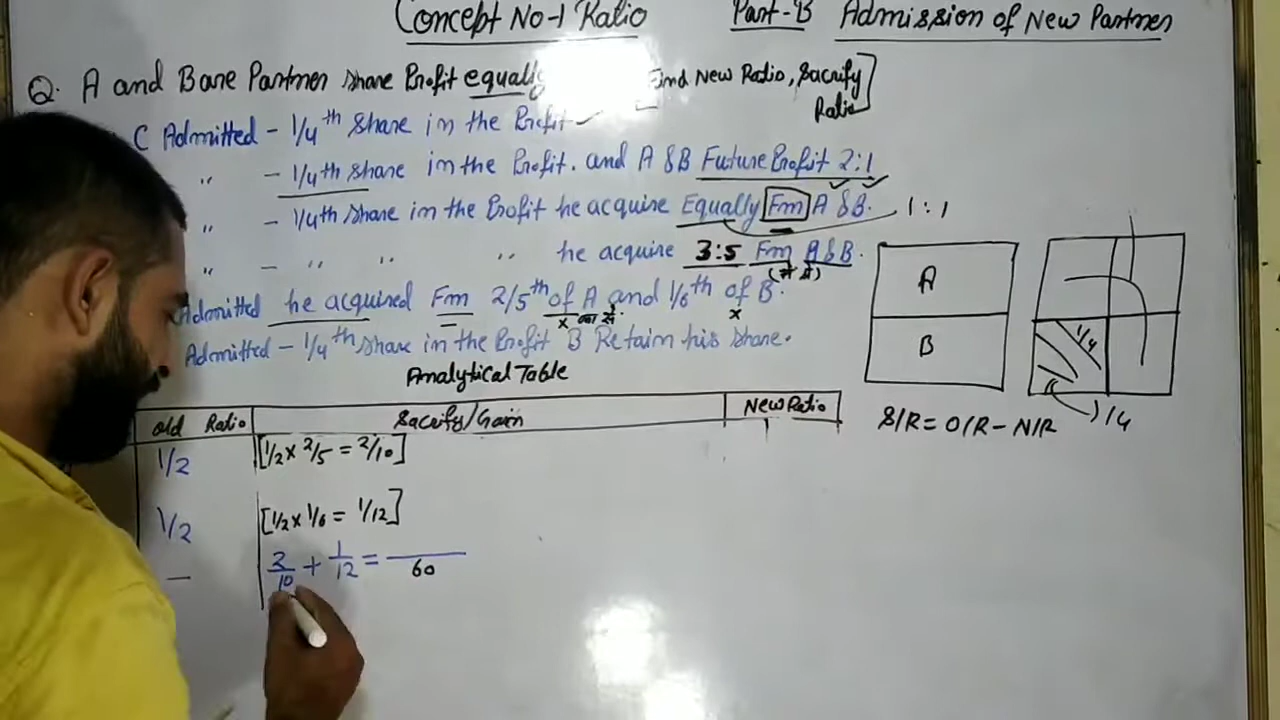 Concept No-1 Ratio Part-B Admission of New Partner
Q. A and B are Partner share Profit equally
Find New Ratio, Sacrify Ratio]
C Admitted - 1/4th Share in the Profit
" - 1/4th share in the Profit. and A & B Future Profit 2:1
" - 1/4th share in the Profit he acquire Equally Fm A & B. 1:1
" - " " " he acquire 3:5 Fm A & B.
(में से)
Admitted he acquired Fm 2/5th of A and 1/6th of B.
x का से x
Admitted - 1/4th share in the Profit B Retain his share.
Analytical Table
Old Ratio Sacrify/Gain New Ratio
1/2 [1/2 x 2/5 = 2/10]
1/2 [1/2 x 1/6 = 1/12]
— 2/10 + 1/12 = /60
A
B
1/4
1/4
S/R = O/R - N/R